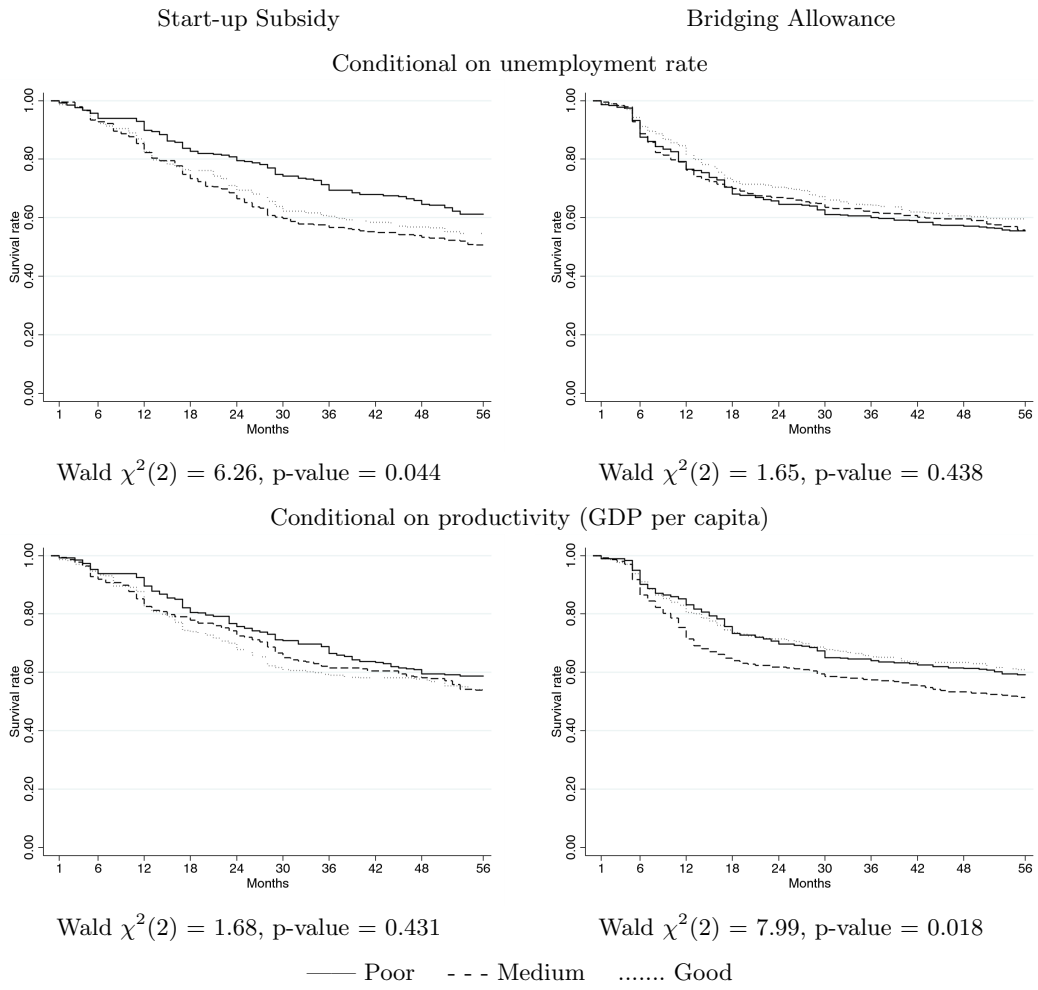 Start-up Subsidy Bridging Allowance
Conditional on unemployment rate
1.00
0.80
0.60
0.40
0.20
0.00
Survival rate
1 6 12 18 24 30 36 42 48 56
Months
1.00
0.80
0.60
0.40
0.20
0.00
Survival rate
1 6 12 18 24 30 36 42 48 56
Months
Wald χ²(2) = 6.26, p-value = 0.044 Wald χ²(2) = 1.65, p-value = 0.438
Conditional on productivity (GDP per capita)
1.00
0.80
0.60
0.40
0.20
0.00
Survival rate
1 6 12 18 24 30 36 42 48 56
Months
1.00
0.80
0.60
0.40
0.20
0.00
Survival rate
1 6 12 18 24 30 36 42 48 56
Months
Wald χ²(2) = 1.68, p-value = 0.431 Wald χ²(2) = 7.99, p-value = 0.018
—— Poor - - - Medium ....... Good